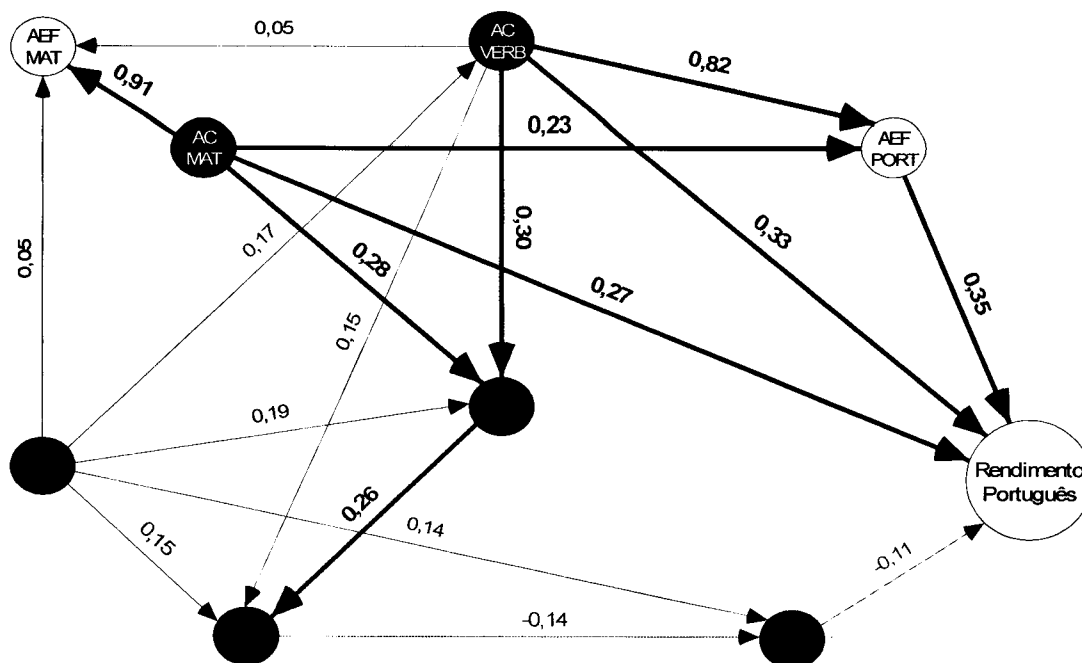 AEF
MAT
0,05
AC
VERB
0,82
0,91
AC
MAT
0,23
AEF
PORT
0,05
0,17
0,28
0,30
0,33
0,27
0,35
0,15
0,19
Rendimento
Português
0,26
0,15
0,14
-0,11
-0,14